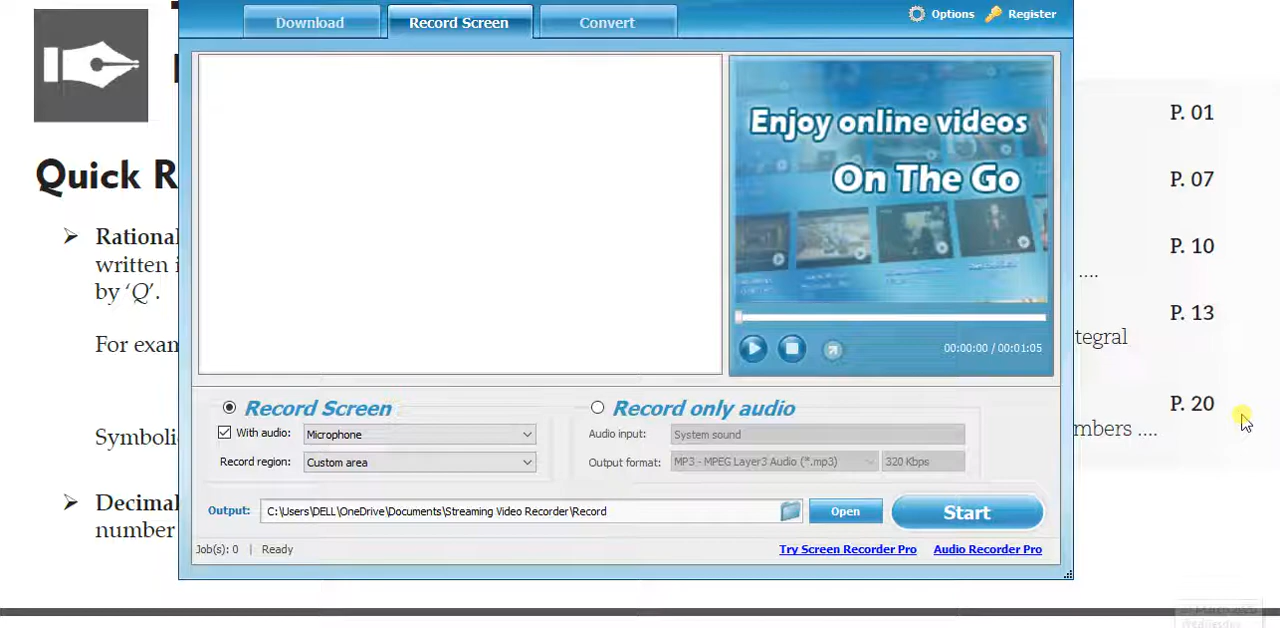 Download
Record Screen
Convert
Options
Register
Enjoy online videos
On The Go
00:00:00 / 00:01:05
Quick R
Rational
written i
by ‘Q’.
For exan
Symboli
Decimal
number
P. 01
P. 07
P. 10
....
P. 13
tegral
P. 20
mbers ....
Record Screen
With audio:
Microphone
Record region:
Custom area
Record only audio
Audio input:
System sound
Output format:
MP3 - MPEG Layer3 Audio (*.mp3)
320 Kbps
Output:
C:\Users\DELL\OneDrive\Documents\Streaming Video Recorder\Record
Open
Start
Job(s): 0 | Ready
Try Screen Recorder Pro
Audio Recorder Pro